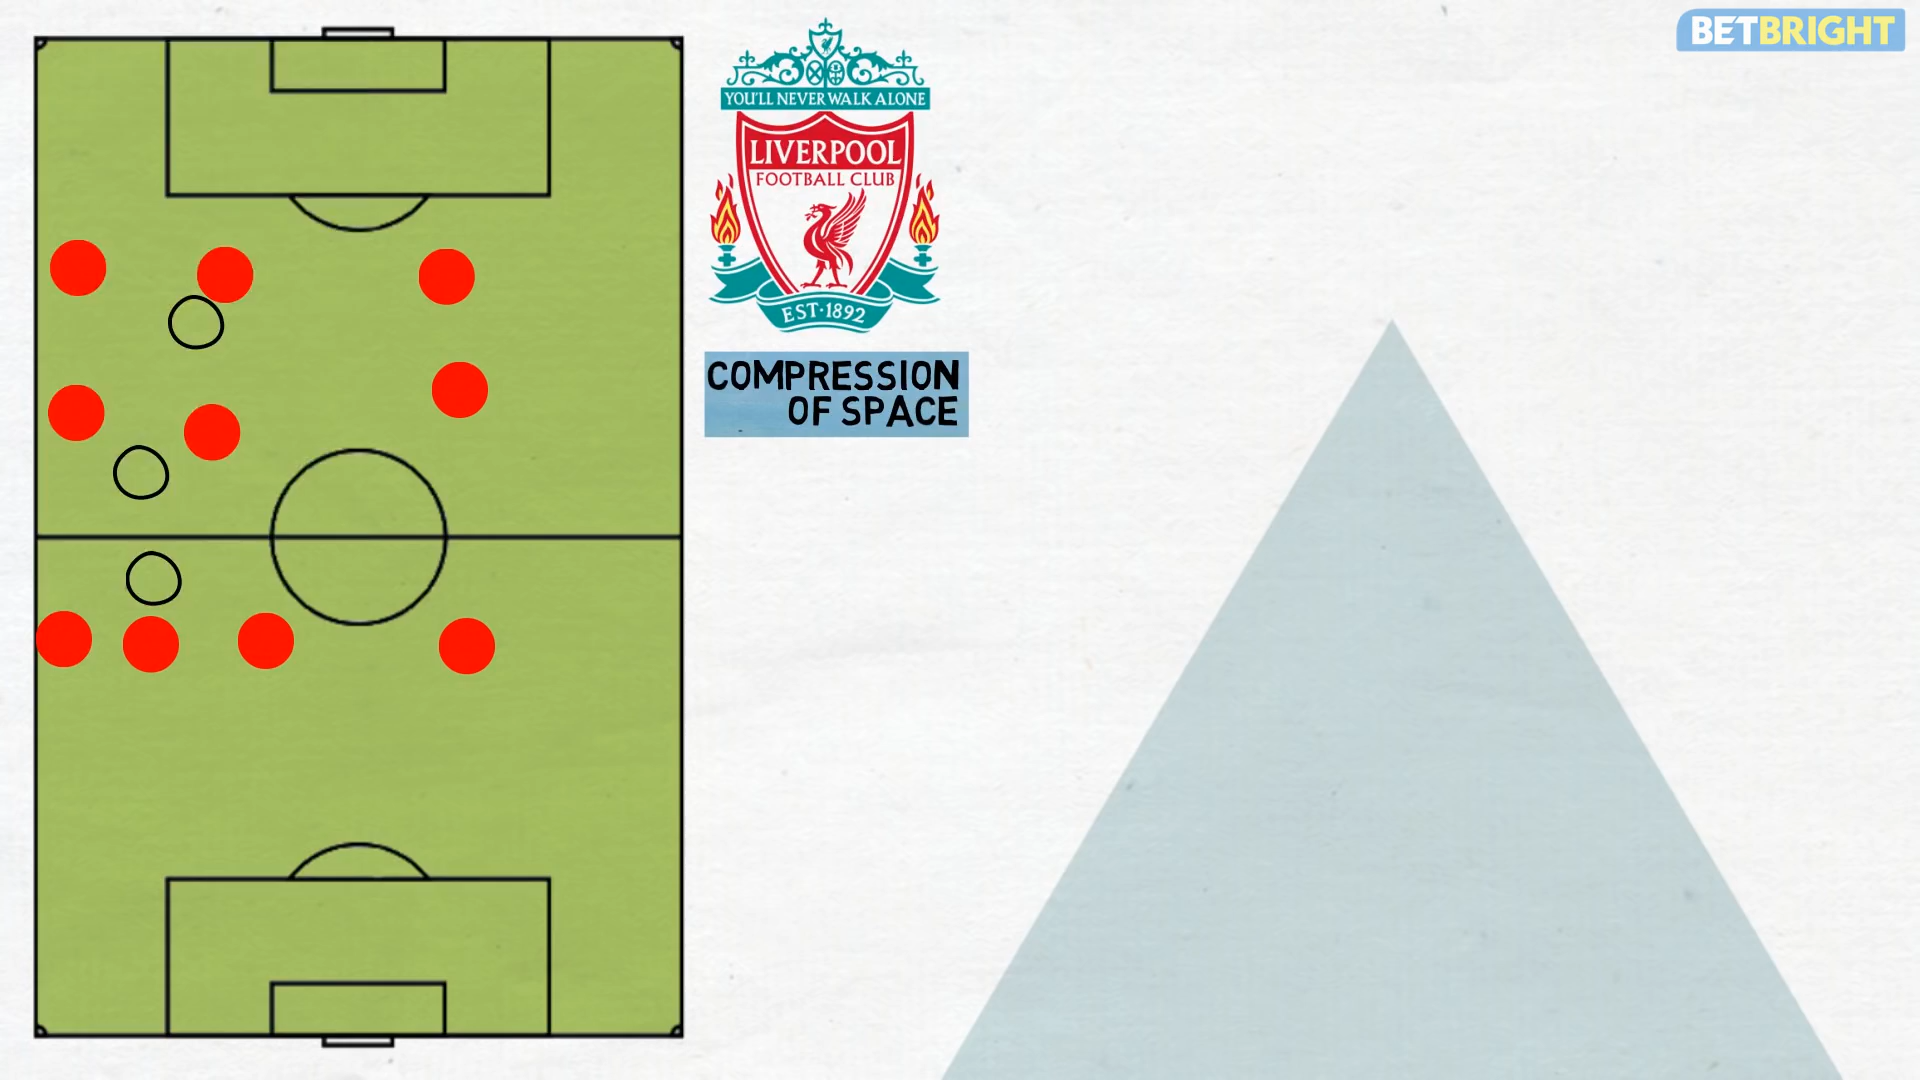 BETBRIGHT
YOU'LL NEVER WALK ALONE
LIVERPOOL
FOOTBALL CLUB
EST·1892
COMPRESSION
OF SPACE